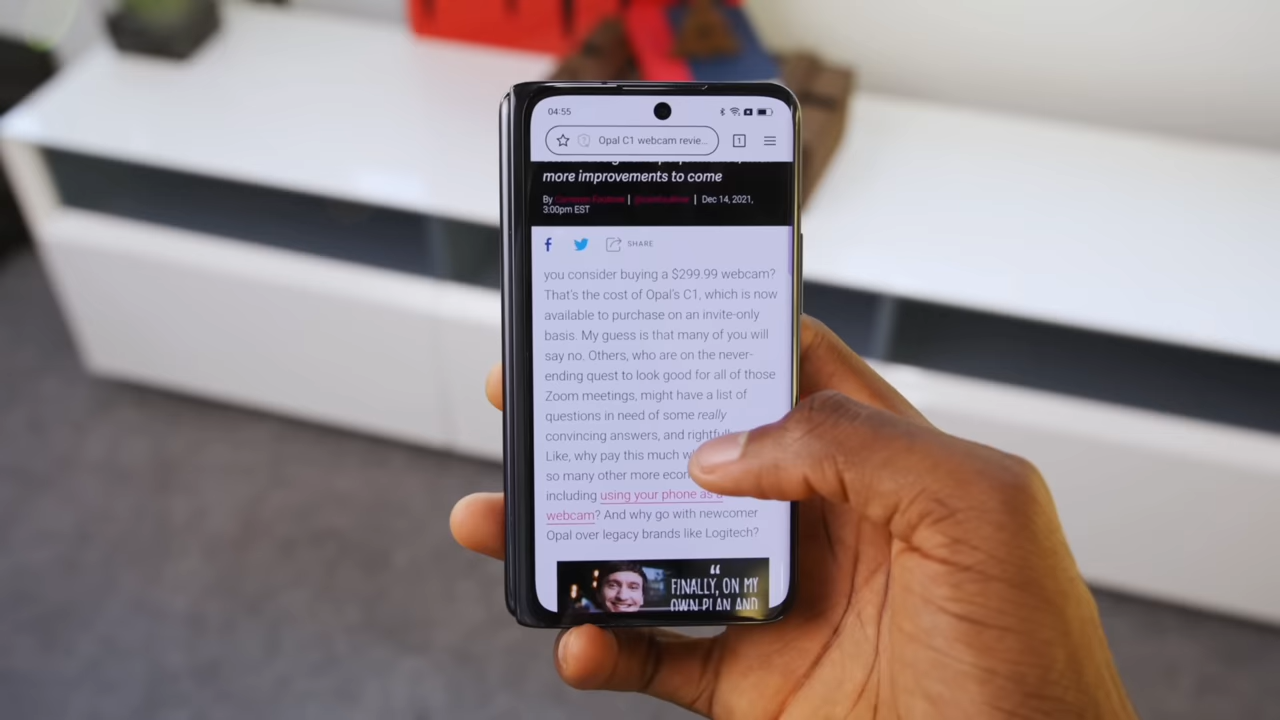 04:55
Opal C1 webcam revie...
1
more improvements to come
By | | Dec 14, 2021,
3:00pm EST
SHARE
you consider buying a $299.99 webcam?
That's the cost of Opal's C1, which is now
available to purchase on an invite-only
basis. My guess is that many of you will
say no. Others, who are on the never-
ending quest to look good for all of those
Zoom meetings, might have a list of
questions in need of some really
convincing answers, and
Like, why pay this much
so many other more
including using your phone as a
webcam? And why go with newcomer
Opal over legacy brands like Logitech?
“
FINALLY, ON MY
OWN PLAN AND